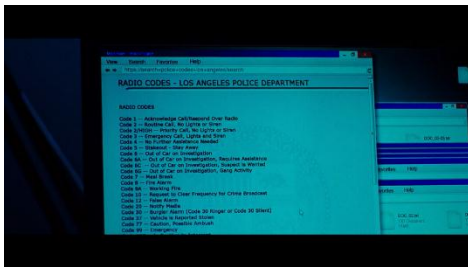 View Search Favorites Help
RADIO CODES - LOS ANGELES POLICE DEPARTMENT
RADIO CODES
Code 1 -- Acknowledge Call/Respond Over Radio
Code 2 -- Routine Call, No Lights or Siren
Code 2/HIGH -- Priority Call, No Lights or Siren
Code 3 -- Emergency Call, Lights and Siren
Code 4 -- No Further Assistance Needed
Code 5 -- Stakeout - Stay Away
Code 6 -- Out of Car on Investigation
Code 6A -- Out of Car on Investigation, Requires Assistance
Code 6C -- Out of Car on Investigation, Suspect is Wanted
Code 6G -- Out of Car on Investigation, Gang Activity
Code 7 -- Meal Break
Code 8 -- Fire Alarm
Working Fire
Code 10 -- Request to Clear Frequency for Crime Broadcast
Code 12 -- False Alarm
Code 20 -- Notify Media
Code 30 -- Burglar Alarm (Code 30 Ringer or Code 30 Silent)
Code 37 -- Vehicle is Reported Stolen
Code 77 -- Caution, Possible Ambush
Code 99 -- Emergency
Favorites Help